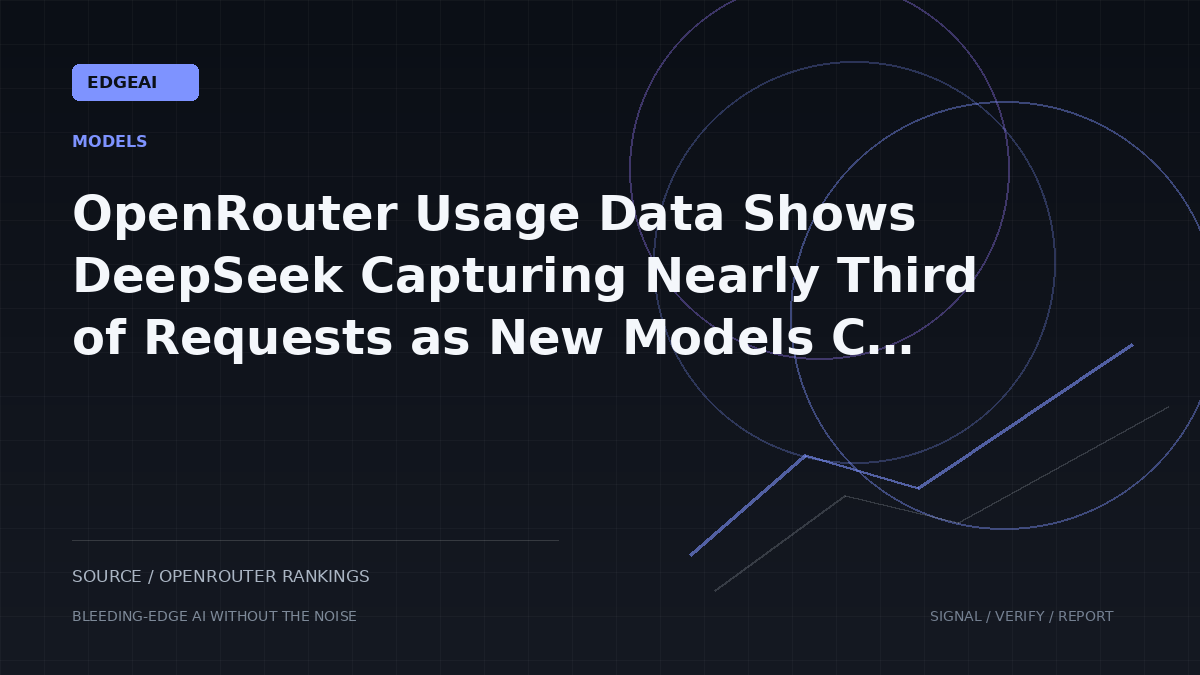 EDGEAI
MODELS
OpenRouter Usage Data Shows
DeepSeek Capturing Nearly Third
of Requests as New Models C...
SOURCE / OPENROUTER RANKINGS
BLEEDING-EDGE AI WITHOUT THE NOISE
SIGNAL / VERIFY / REPORT